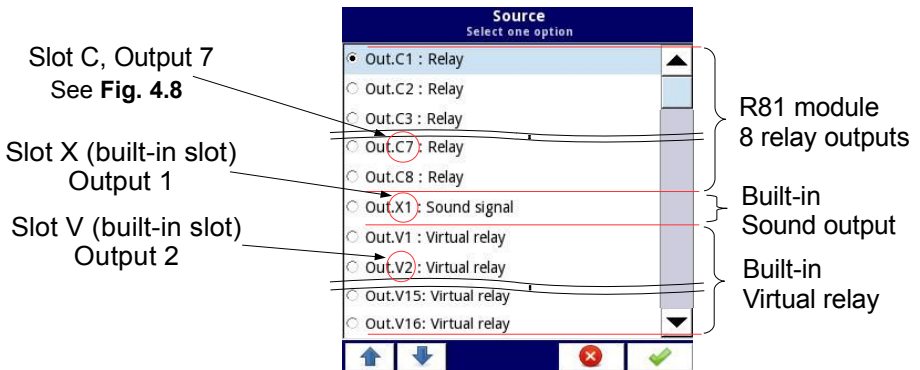 Source
Select one option
Slot C, Output 7
See Fig. 4.8
Slot X (built-in slot)
Output 1
Slot V (built-in slot)
Output 2
Out.C1 : Relay
Out.C2 : Relay
Out.C3 : Relay
Out.C7 : Relay
Out.C8 : Relay
Out.X1 : Sound signal
Out.V1 : Virtual relay
Out.V2 : Virtual relay
Out.V15: Virtual relay
Out.V16: Virtual relay
R81 module
8 relay outputs
Built-in
Sound output
Built-in
Virtual relay